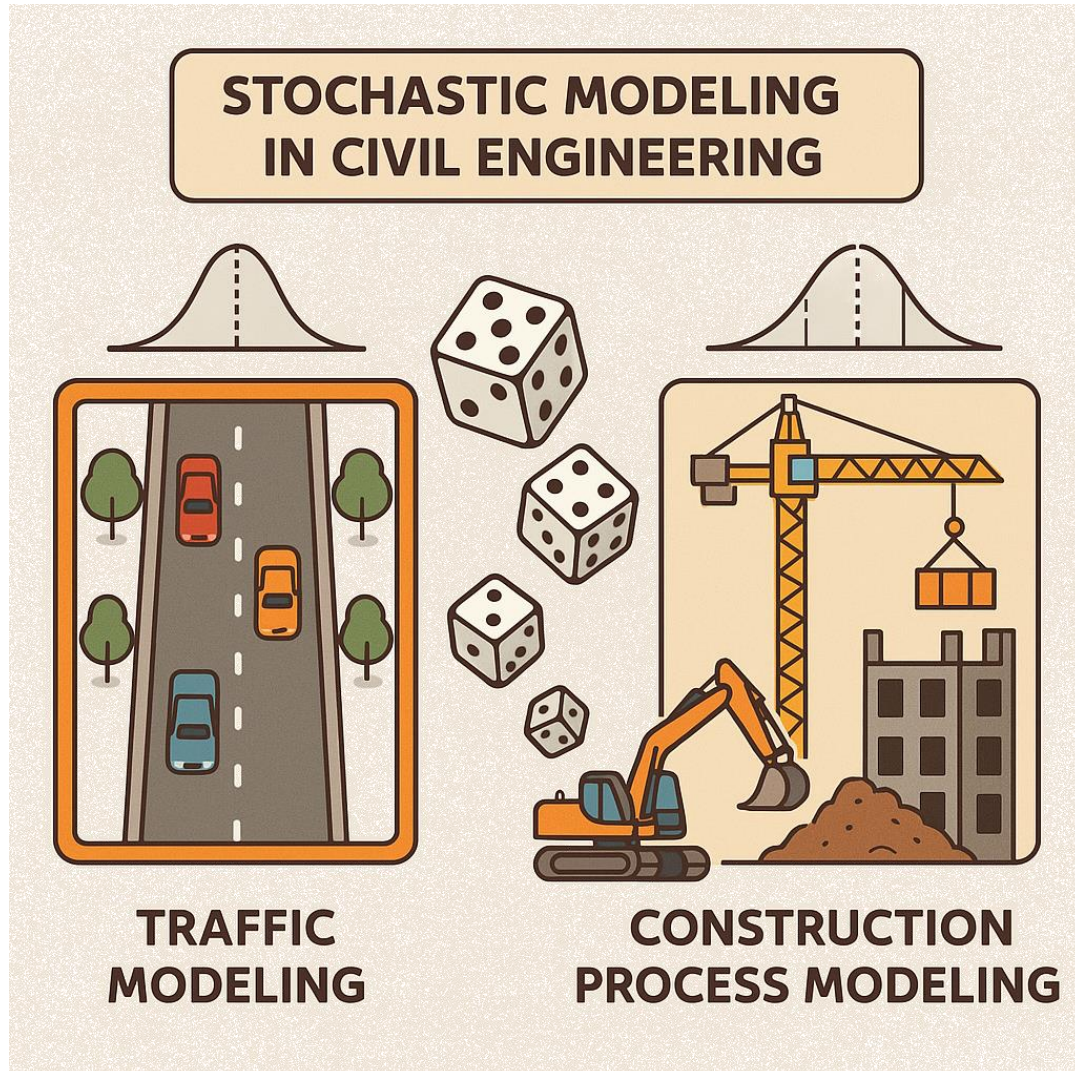 STOCHASTIC MODELING
IN CIVIL ENGINEERING
TRAFFIC
MODELING
CONSTRUCTION
PROCESS MODELING